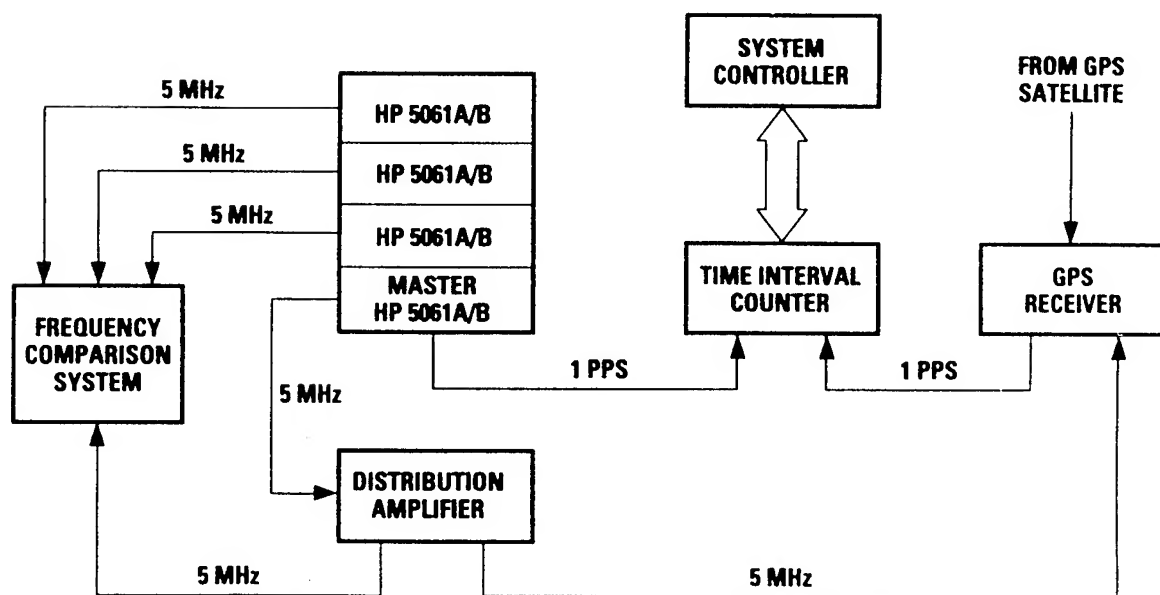 SYSTEM
CONTROLLER
FROM GPS
SATELLITE
5 MHz
HP 5061A/B
5 MHz
HP 5061A/B
5 MHz
HP 5061A/B
MASTER
HP 5061A/B
TIME INTERVAL
COUNTER
GPS
RECEIVER
FREQUENCY
COMPARISON
SYSTEM
1 PPS
1 PPS
5 MHz
DISTRIBUTION
AMPLIFIER
5 MHz
5 MHz